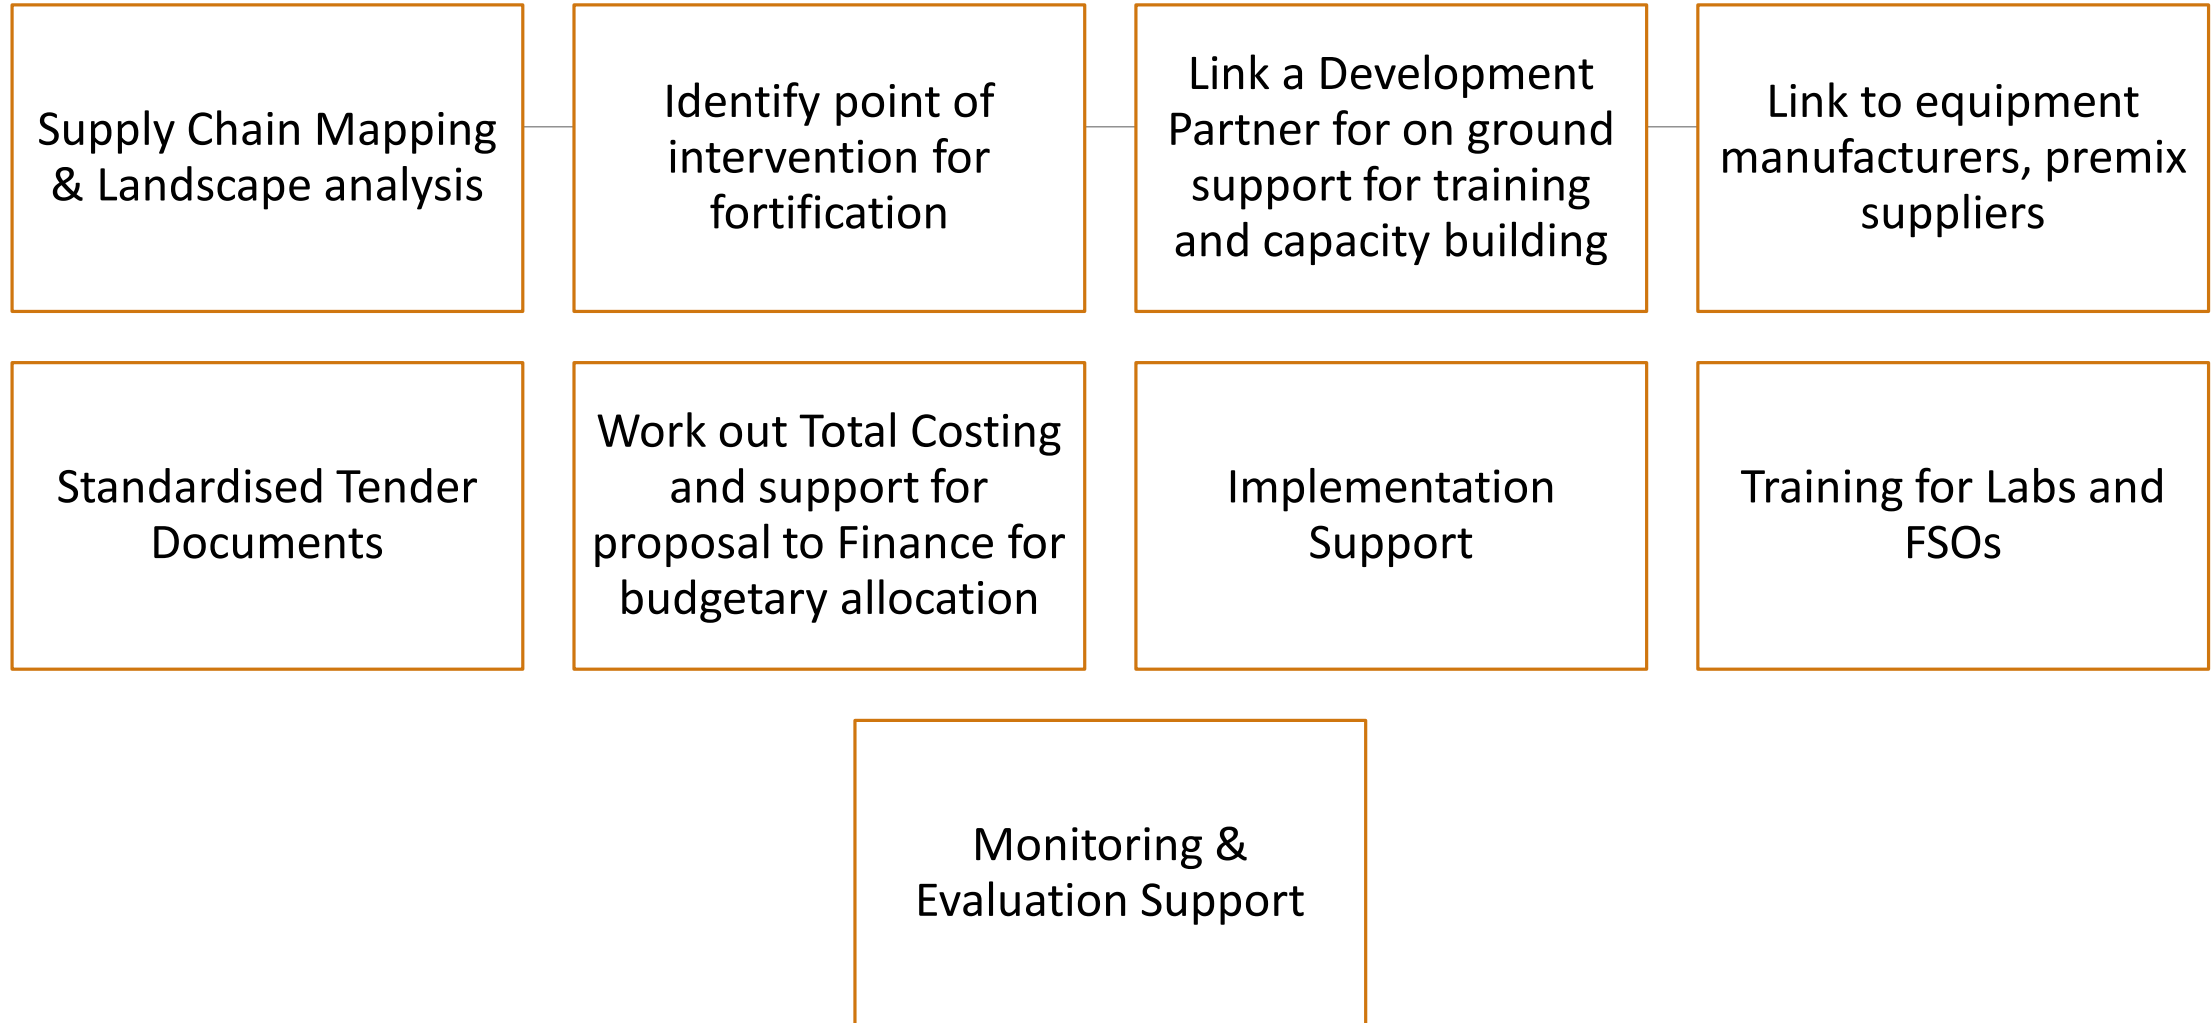 Supply Chain Mapping
& Landscape analysis
Identify point of
intervention for
fortification
Link a Development
Partner for on ground
support for training
and capacity building
Link to equipment
manufacturers, premix
suppliers
Standardised Tender
Documents
Work out Total Costing
and support for
proposal to Finance for
budgetary allocation
Implementation
Support
Training for Labs and
FSOs
Monitoring &
Evaluation Support